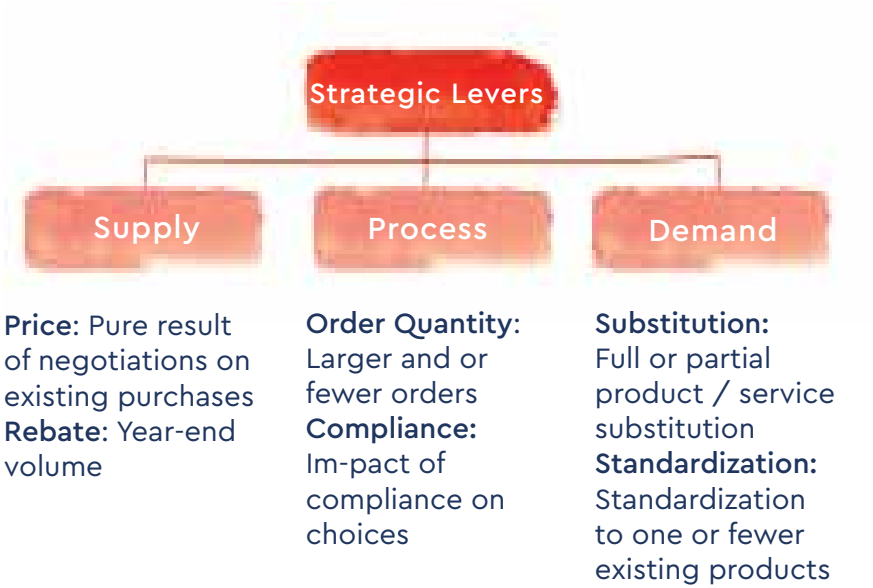 Strategic Levers
Supply
Process
Demand
Price: Pure result
of negotiations on
existing purchases
Rebate: Year-end
volume
Order Quantity:
Larger and or
fewer orders
Compliance:
Im-pact of
compliance on
choices
Substitution:
Full or partial
product / service
substitution
Standardization:
Standardization
to one or fewer
existing products